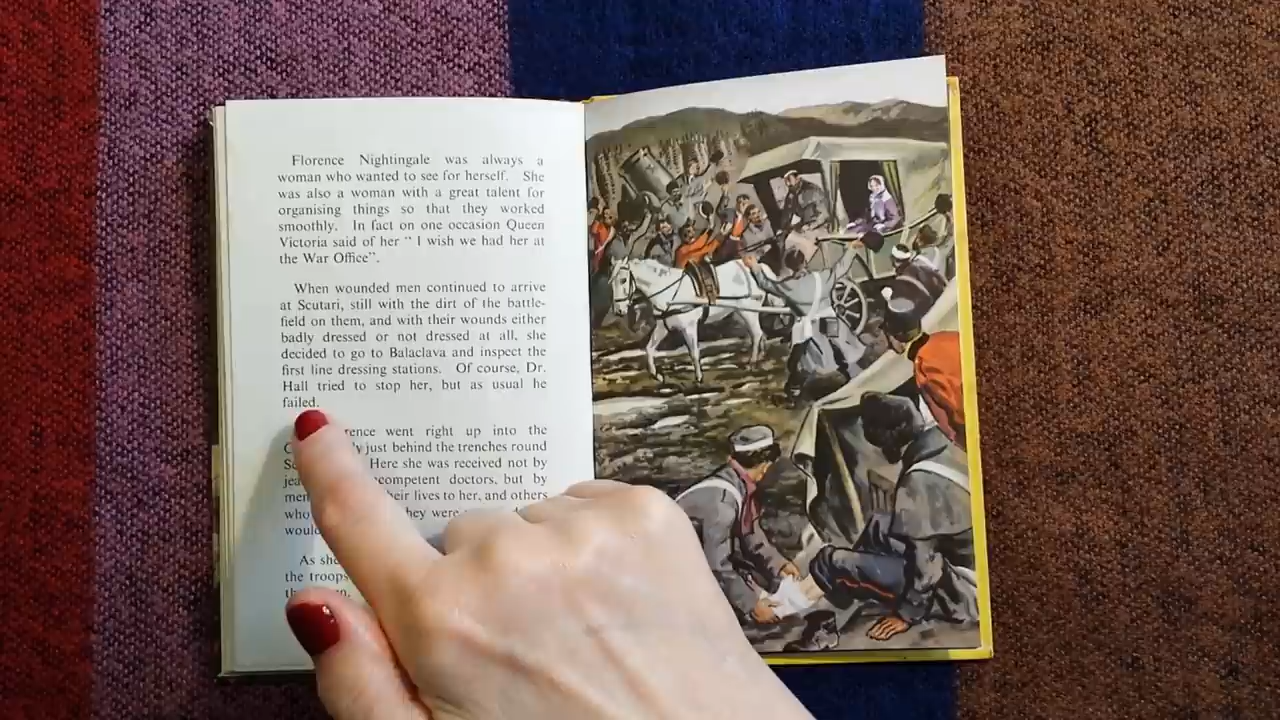 Florence Nightingale was always a
woman who wanted to see for herself. She
was also a woman with a great talent for
organising things so that they worked
smoothly. In fact on one occasion Queen
Victoria said of her “ I wish we had her at
the War Office”.
When wounded men continued to arrive
at Scutari, still with the dirt of the battle-
field on them, and with their wounds either
badly dressed or not dressed at all, she
decided to go to Balaclava and inspect the
first line dressing stations. Of course, Dr.
Hall tried to stop her, but as usual he
failed.
went right up into the
just behind the trenches round
Here she was received not by
doctors, but by
their lives to her, and others
who they were
would
As she
the troops